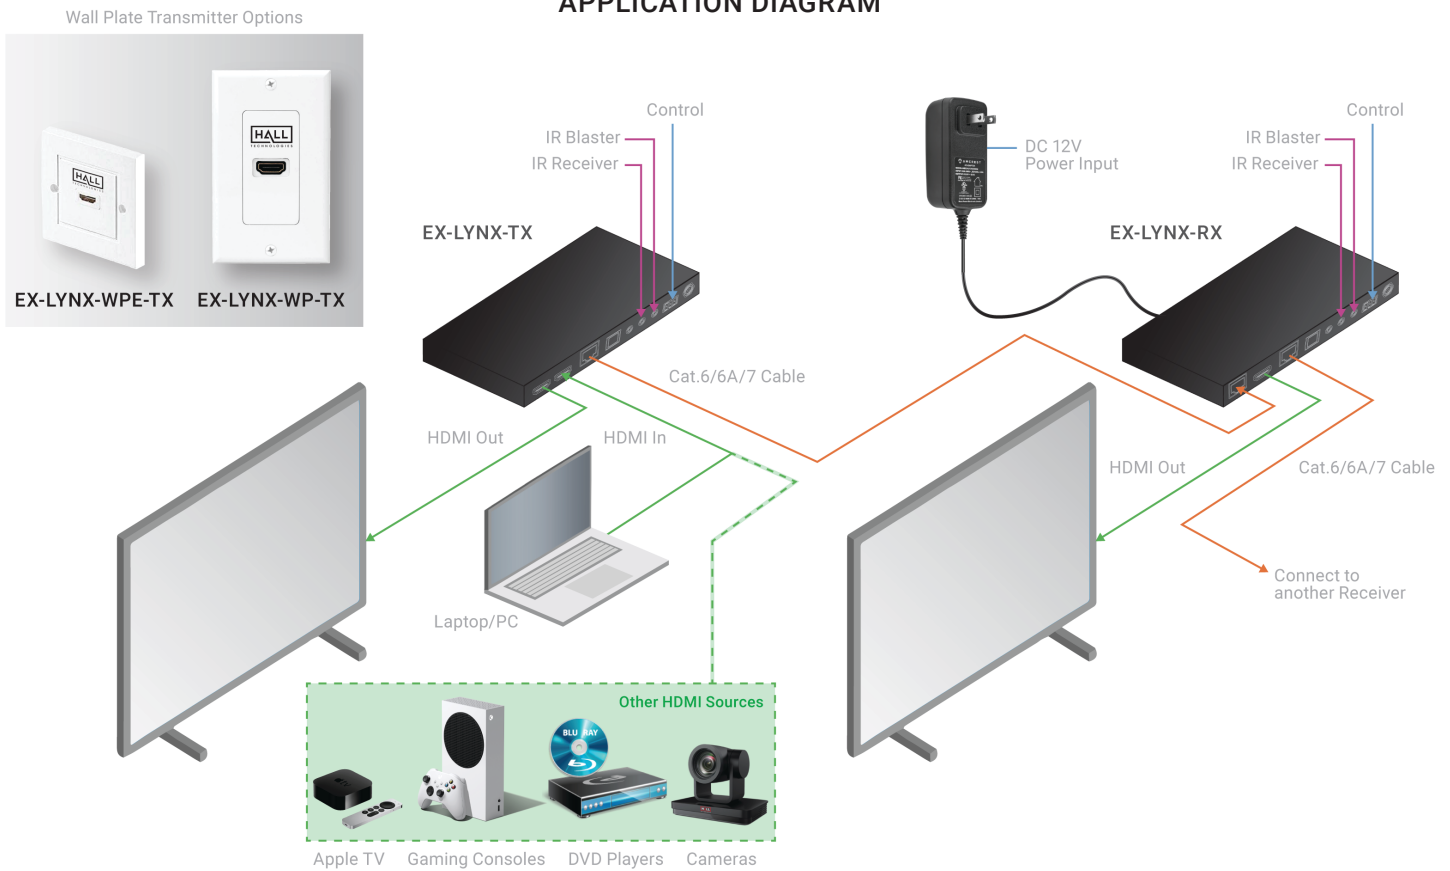 APPLICATION DIAGRAM
Wall Plate Transmitter Options
HALL
TECHNOLOGIES
HALL
EX-LYNX-WPE-TX
EX-LYNX-WP-TX
Control
IR Blaster
IR Receiver
EX-LYNX-TX
DC 12V
Power Input
Control
IR Blaster
IR Receiver
EX-LYNX-RX
Cat.6/6A/7 Cable
HDMI Out
HDMI In
Laptop/PC
HDMI Out
Cat.6/6A/7 Cable
Connect to
another Receiver
Other HDMI Sources
BLU RAY
Apple TV
Gaming Consoles
DVD Players
Cameras